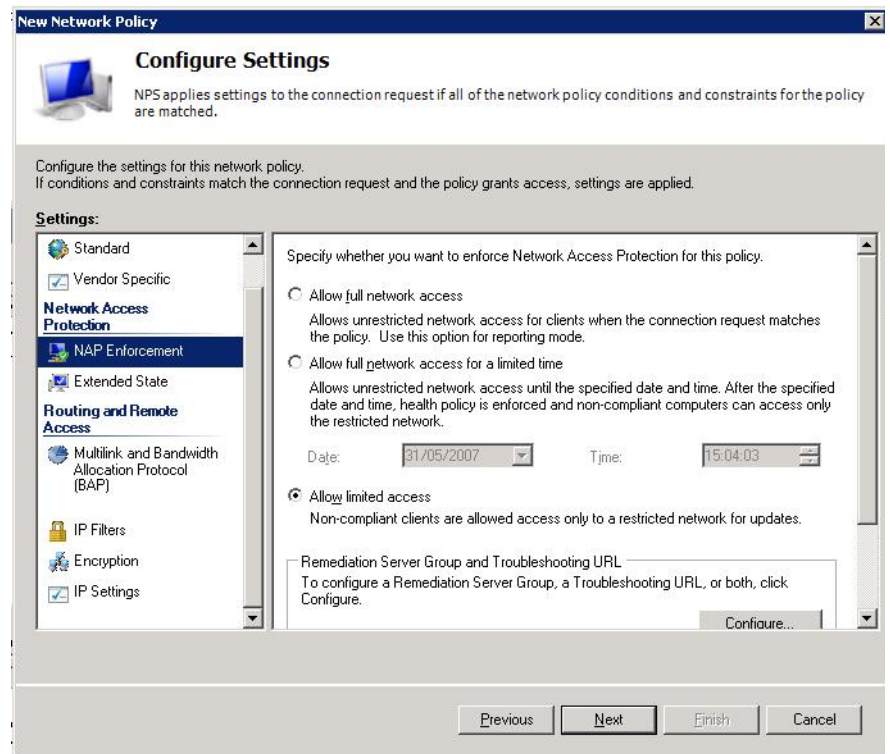 New Network Policy
Configure Settings
NPS applies settings to the connection request if all of the network policy conditions and constraints for the policy
are matched.
Configure the settings for this network policy.
If conditions and constraints match the connection request and the policy grants access, settings are applied.
Settings:
Standard
Vendor Specific
Network Access
Protection
NAP Enforcement
Extended State
Routing and Remote
Access
Multilink and Bandwidth
Allocation Protocol
(BAP)
IP Filters
Encryption
IP Settings
Specify whether you want to enforce Network Access Protection for this policy.
Allow full network access
Allows unrestricted network access for clients when the connection request matches
the policy. Use this option for reporting mode.
Allow full network access for a limited time
Allows unrestricted network access until the specified date and time. After the specified
date and time, health policy is enforced and non-compliant computers can access only
the restricted network.
Date: 31/05/2007 Time: 15:04:03
Allow limited access
Non-compliant clients are allowed access only to a restricted network for updates.
Remediation Server Group and Troubleshooting URL
To configure a Remediation Server Group, a Troubleshooting URL, or both, click
Configure.
Configure...
Previous Next Finish Cancel